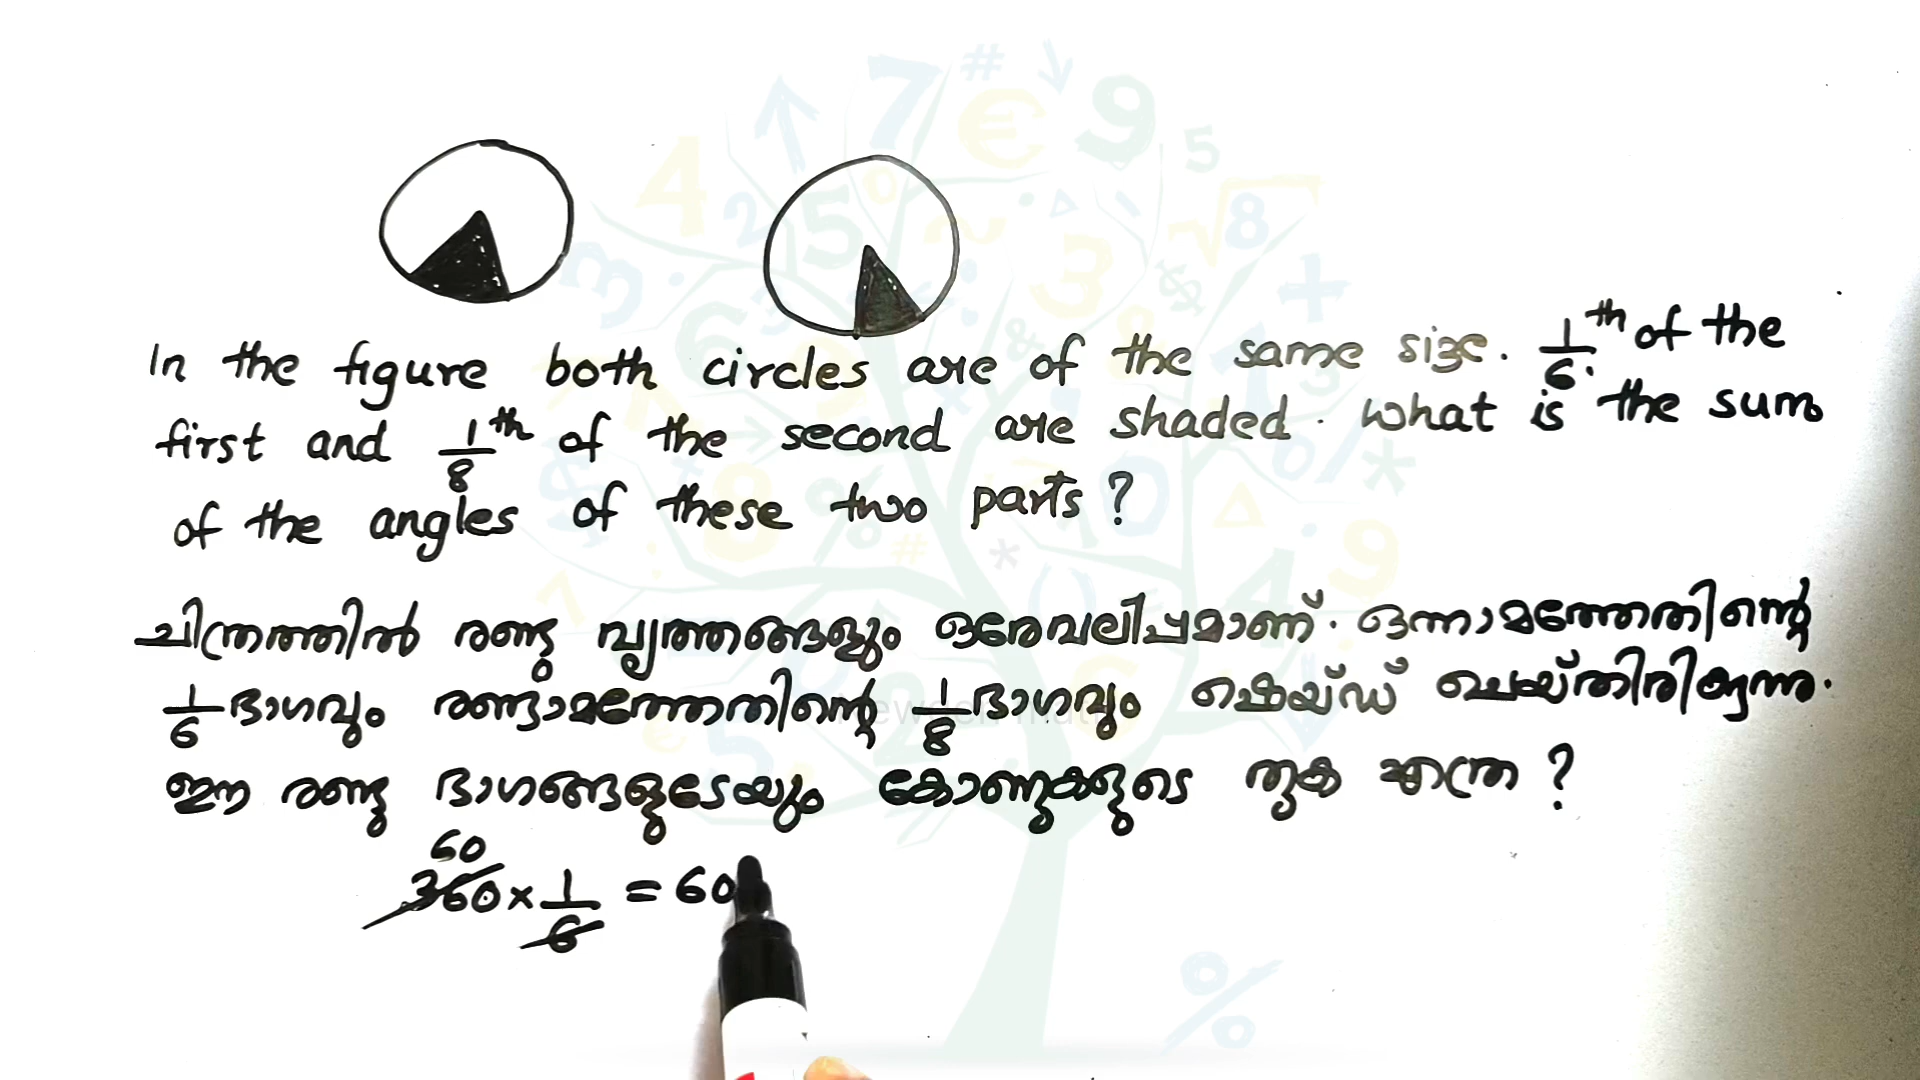 In the figure both circles are of the same size. 1/6 th of the
first and 1/8 th of the second are shaded. What is the sum
of the angles of these two parts?
ചിത്രത്തിൽ രണ്ടു വൃത്തങ്ങളും ഒരേവലിപ്പമാണ്. ഒന്നാമത്തേതിന്റെ
1/6 ഭാഗവും രണ്ടാമത്തേതിന്റെ 1/8 ഭാഗവും ഷെയ്ഡ് ചെയ്തിരിക്കുന്നു.
ഈ രണ്ടു ഭാഗങ്ങളുടേയും കോണുകളുടെ തുക എത്ര?
60
360 × 1/6 = 60